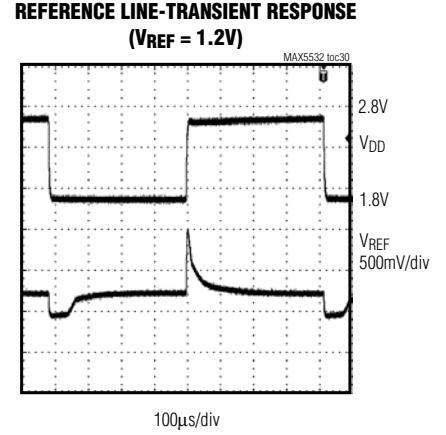 REFERENCE LINE-TRANSIENT RESPONSE
(VREF = 1.2V)
MAX5532 toc30
2.8V
VDD
1.8V
VREF
500mV/div
100µs/div